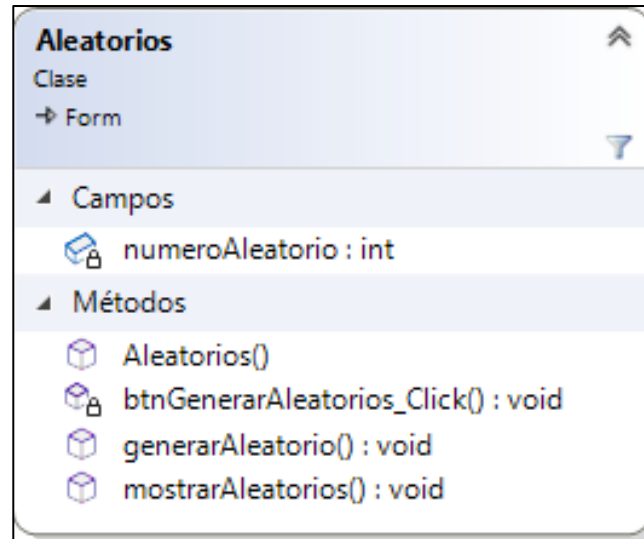 Aleatorios
Clase
Form
Campos
numeroAleatorio : int
Métodos
Aleatorios()
btnGenerarAleatorios_Click() : void
generarAleatorio() : void
mostrarAleatorios() : void